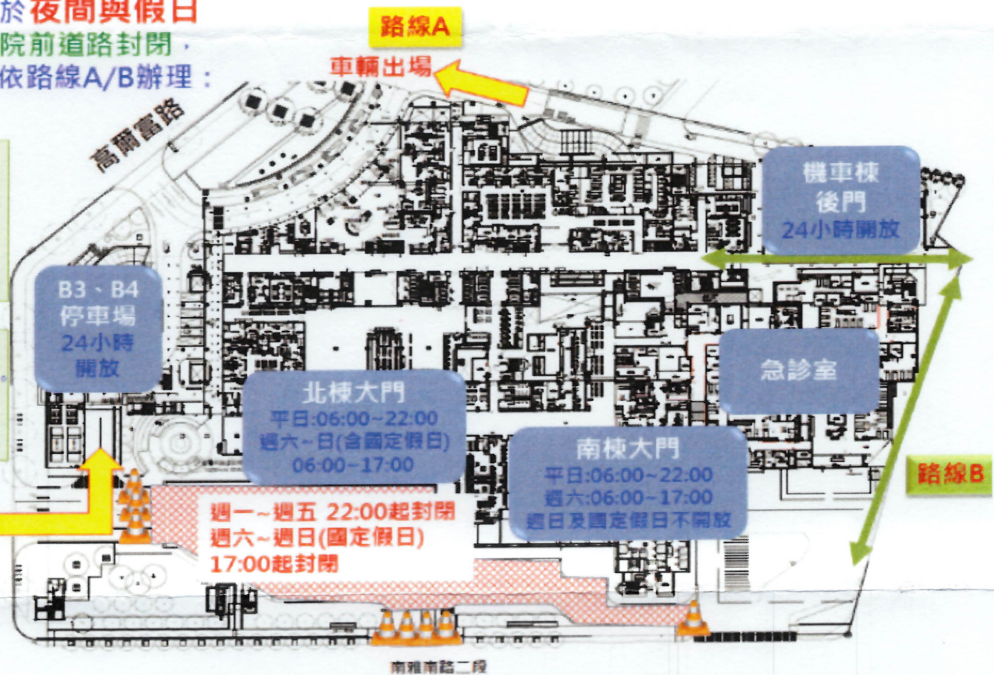 於夜間與假日
院前道路封閉，
依路線A/B辦理：
路線A
車輛出場
高爾富路
機車棟
後門
24小時開放
B3、B4
停車場
24小時
開放
急診室
北棟大門
平日:06:00~22:00
週六~日(含國定假日)
06:00~17:00
南棟大門
平日:06:00~22:00
週六:06:00~17:00
週日及國定假日不開放
路線B
週一~週五 22:00起封閉
週六~週日(國定假日)
17:00起封閉
南雅南路二段